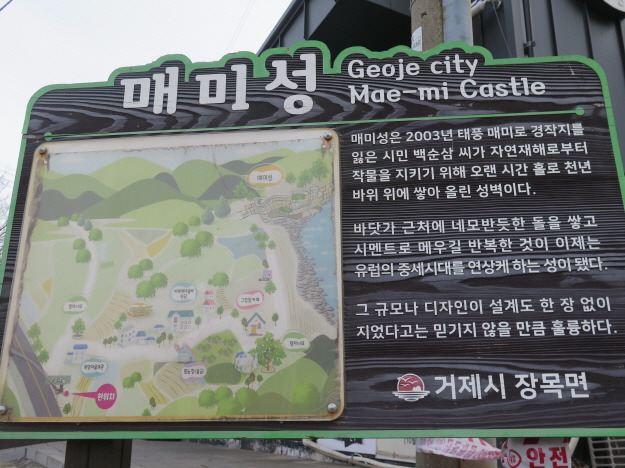 매미성
Geoje city
Mae-mi Castle
매미성은 2003년 태풍 매미로 경작지를
잃은 시민 백순삼 씨가 자연재해로부터
작물을 지키기 위해 오랜 시간 홀로 천년
바위 위에 쌓아 올린 성벽이다.
바닷가 근처에 네모반듯한 돌을 쌓고
시멘트로 메우길 반복한 것이 이제는
유럽의 중세시대를 연상케 하는 성이 됐다.
그 규모나 디자인이 설계도 한 장 없이
지었다고는 믿기지 않을 만큼 훌륭하다.
거제시 장목면
매미성
현위치
안전